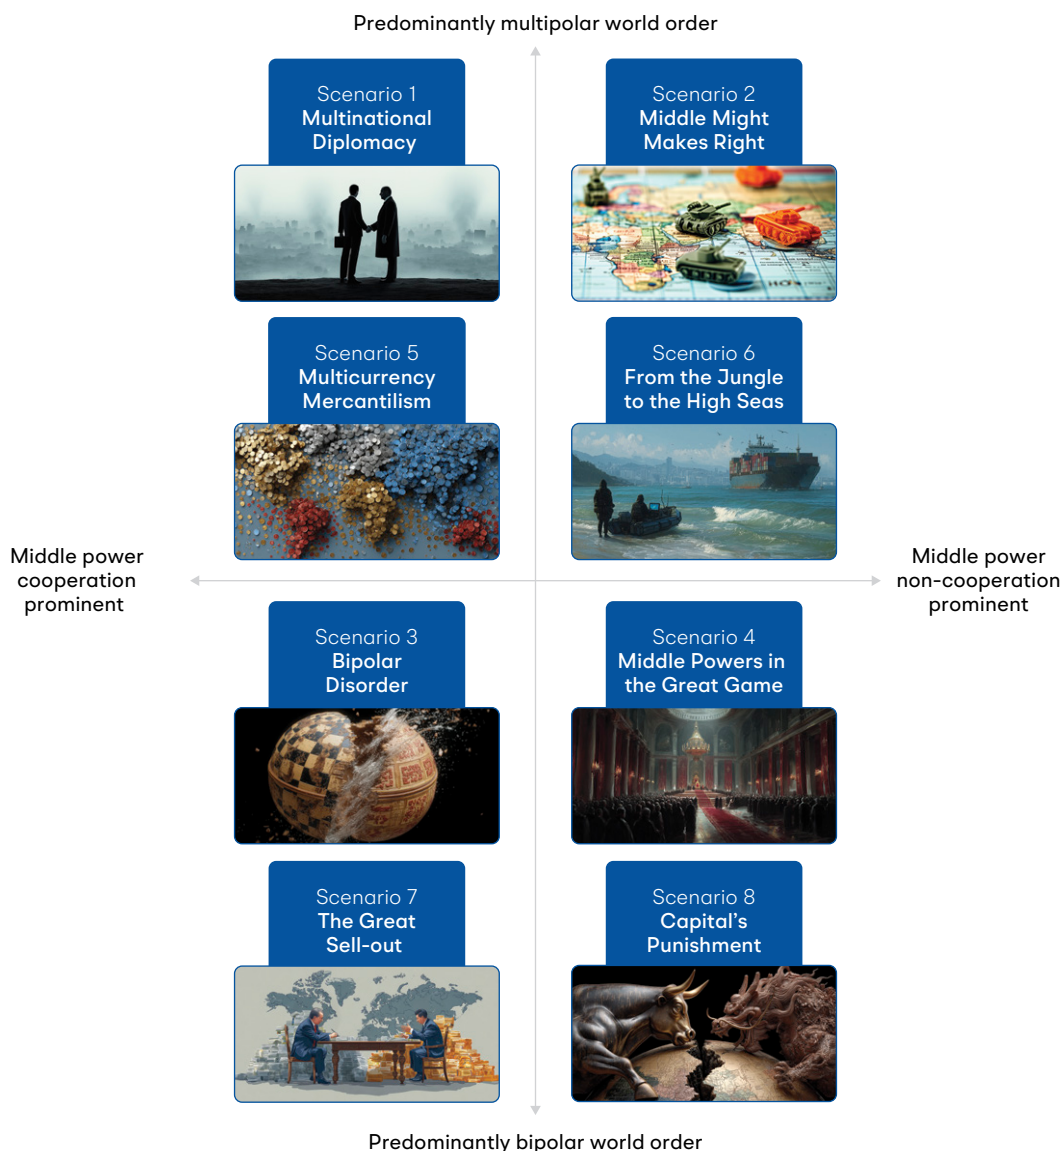 Predominantly multipolar world order
Scenario 1
Multinational
Diplomacy
Scenario 2
Middle Might
Makes Right
Scenario 5
Multicurrency
Mercantilism
Scenario 6
From the Jungle
to the High Seas
Middle power
cooperation
prominent
Middle power
non-cooperation
prominent
Scenario 3
Bipolar
Disorder
Scenario 4
Middle Powers in
the Great Game
Scenario 7
The Great
Sell-out
Scenario 8
Capital’s
Punishment
Predominantly bipolar world order